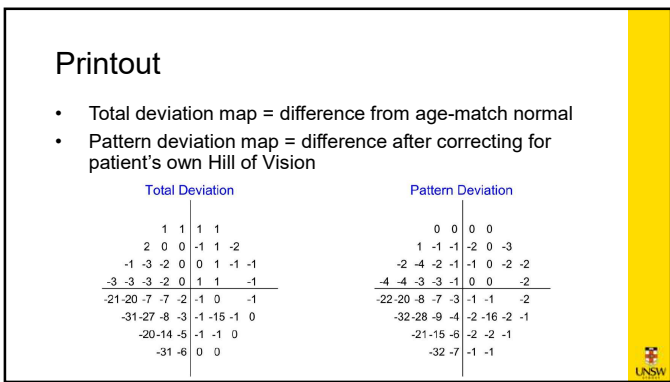 Printout
• Total deviation map = difference from age-match normal
• Pattern deviation map = difference after correcting for
patient's own Hill of Vision
Total Deviation
1 1 1 1
2 0 0 -1 1 -2
-1 -3 -2 0 0 1 -1 -1
-3 -3 -3 -2 0 1 1 -1
-21 -20 -7 -7 -2 -1 0 -1
-31 -27 -8 -3 -1 -15 -1 0
-20 -14 -5 -1 -1 0
-31 -6 0 0
Pattern Deviation
0 0 0 0
1 -1 -1 -2 0 -3
-2 -4 -2 -1 -1 0 -2 -2
-4 -4 -3 -3 -1 0 0 -2
-22 -20 -8 -7 -3 -1 -1 -2
-32 -28 -9 -4 -2 -16 -2 -1
-21 -15 -6 -2 -2 -1
-32 -7 -1 -1
UNSW